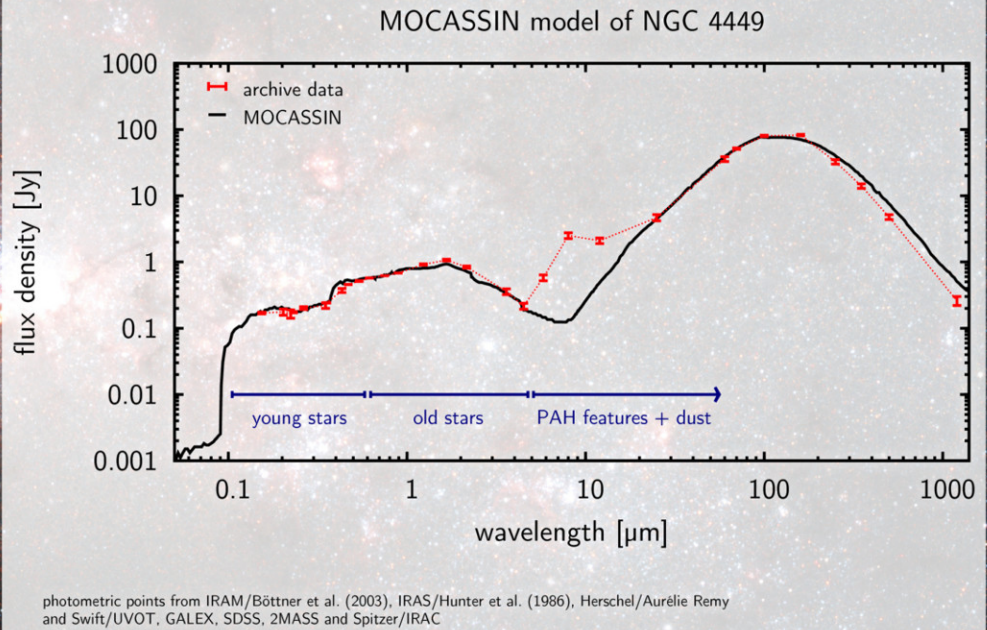 MOCASSIN model of NGC 4449
1000
100
10
1
0.1
0.01
0.001
flux density [Jy]
archive data
MOCASSIN
young stars
old stars
PAH features + dust
0.1
1
10
100
1000
wavelength [µm]
photometric points from IRAM/Böttner et al. (2003), IRAS/Hunter et al. (1986), Herschel/Aurélie Remy
and Swift/UVOT, GALEX, SDSS, 2MASS and Spitzer/IRAC